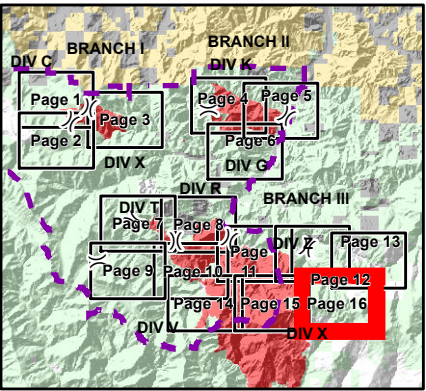 BRANCH I
BRANCH II
DIV C
DIV K
Page 1
Page 4
Page 5
Page 3
Page 2
Page 6
DIV X
DIV G
DIV R
BRANCH III
DIV T
Page 7
Page 8
DIV Z
Page 13
Page
Page 9
Page 10
11
Page 12
Page 14
Page 15
Page 16
DIV V
DIV X